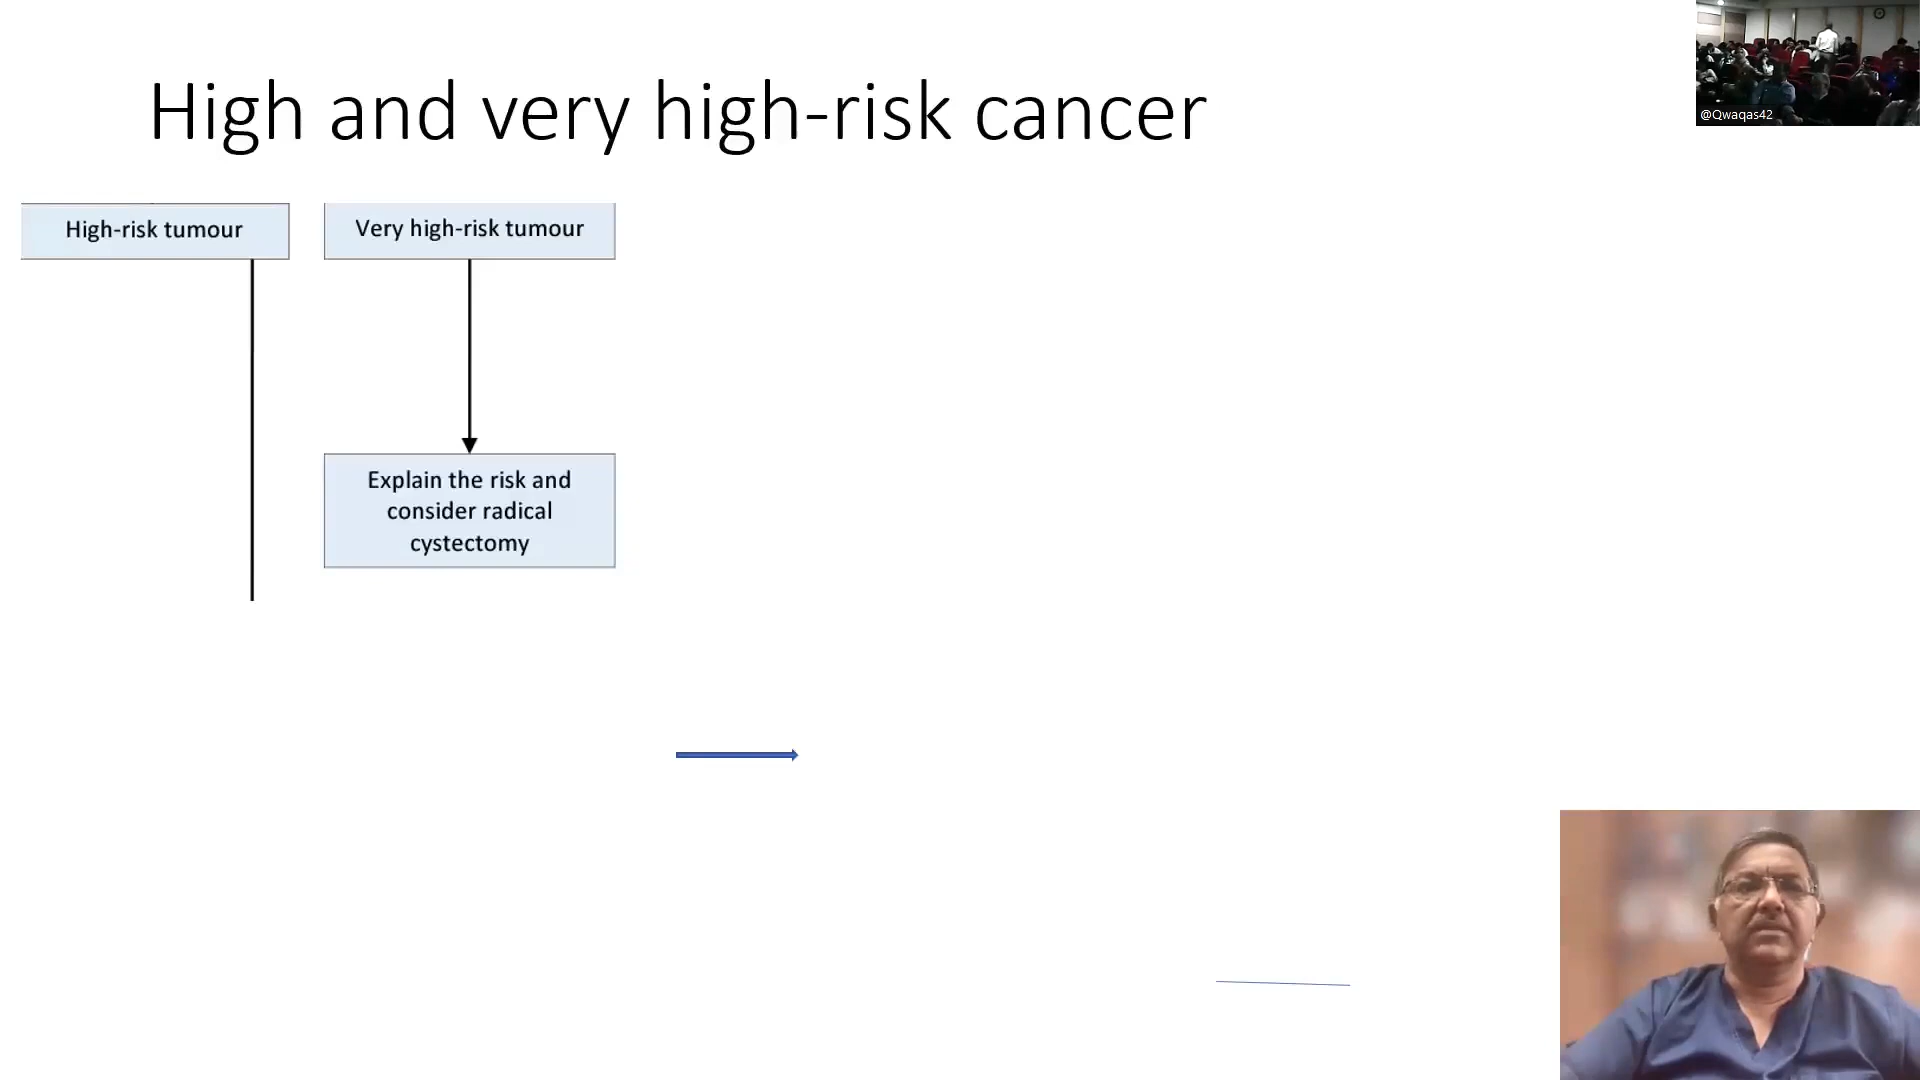 High and very high-risk cancer
@Qwaqas42
High-risk tumour
Very high-risk tumour
Explain the risk and
consider radical
cystectomy